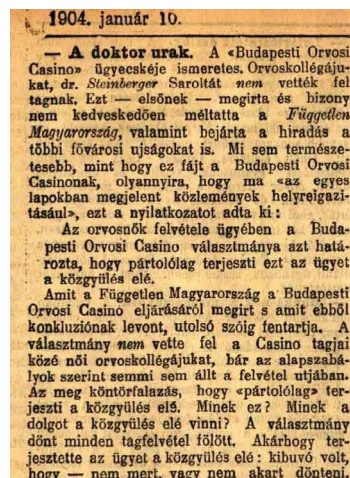 1904. január 10.
— A doktor urak. A «Budapesti Orvosi
Casino» ügyecskéje ismeretes. Orvoskollégáju-
kat, dr. Steinberger Saroltát nem vették fel
tagnak. Ezt — elsőnek — megirta és bizony
nem kedveskedően méltatta a Független
Magyarország, valamint bejárta a hiradás a
többi fővárosi ujságokat is. Mi sem természe-
tesebb, mint hogy ez fájt a Budapesti Orvosi
Casinonak, olyannyira, hogy ma «az egyes
lapokban megjelent közlemények helyreigazi-
tásául», ezt a nyilatkozatot adta ki:
Az orvosnők felvétele ügyében a Buda-
pesti Orvosi Casino választmánya azt hatá-
rozta, hogy pártolólag terjeszti ezt az ügyet
a közgyülés elé.
Amit a Független Magyarország a Budapesti
Orvosi Casino eljárásáról megirt s amit ebből
konkluziónak levont, utolsó szóig fentartja. A
választmány nem vette fel a Casino tagjai
közé női orvoskollégájukat, bár az alapszabá-
lyok szerint semmi sem állt a felvétel utjában.
Az meg köntörfalazás, hogy «pártolólag» ter-
jeszti a közgyülés elé. Minek ez? Minek a
dolgot a közgyülés elé vinni? A választmány
dönt minden tagfelvétel fölött. Akárhogy ter-
jesztette az ügyet a közgyülés elé: kibuvó volt,
hogy — nem mert, vagy nem akart dönteni.